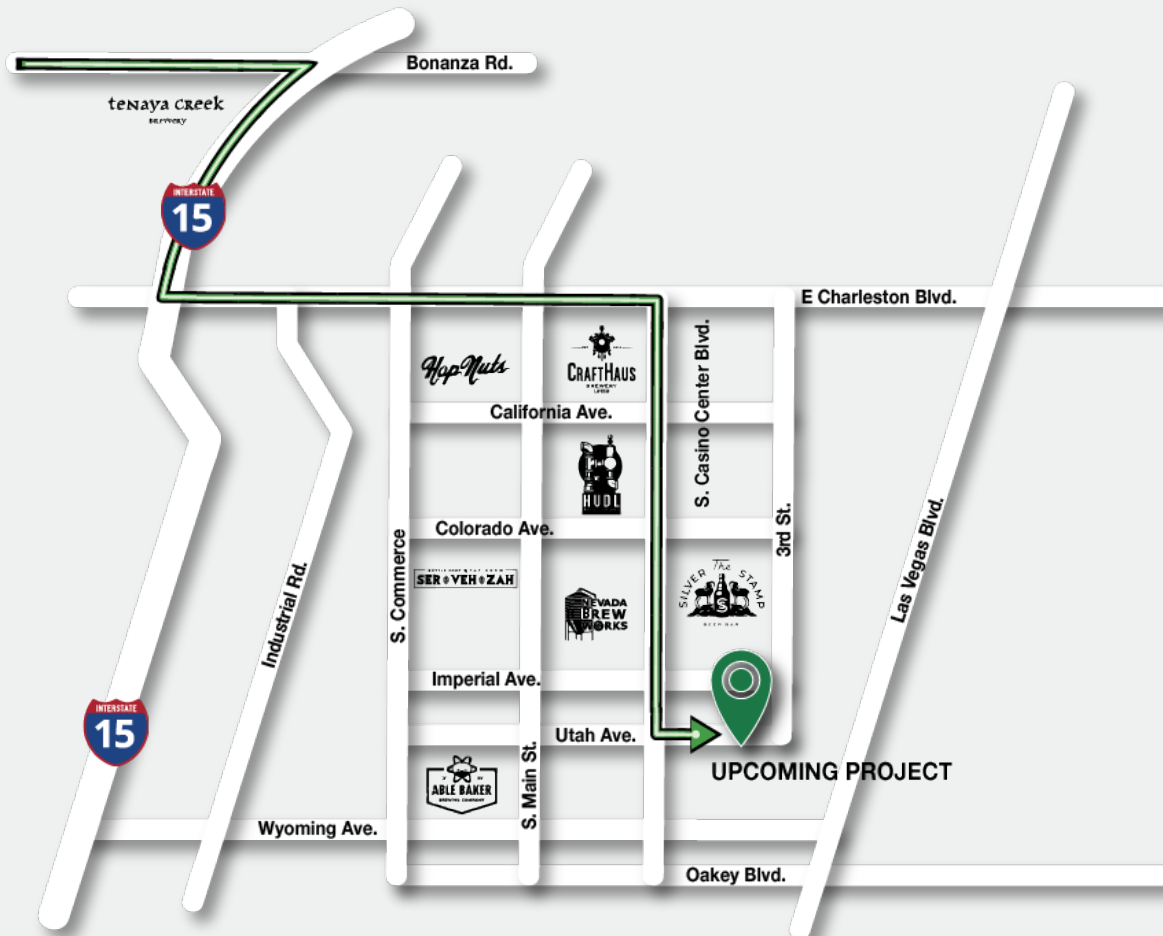 Bonanza Rd.
tenaya creek
BREWERY
INTERSTATE
15
E Charleston Blvd.
Hop Nuts
CRAFTHAUS
BREWERY
S. Casino Center Blvd.
California Ave.
HUDL
Colorado Ave.
3rd St.
Las Vegas Blvd.
S. Commerce
Industrial Rd.
SER VEH ZAH
NEVADA
BREW
WORKS
The
SILVER STAMP
S
BEER BAR
Imperial Ave.
INTERSTATE
15
Utah Ave.
UPCOMING PROJECT
S. Main St.
ABLE BAKER
BREWING COMPANY
Wyoming Ave.
Oakey Blvd.